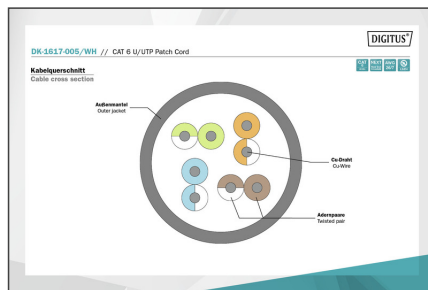 DIGITUS®
DK-1617-005/WH // CAT 6 U/UTP Patch Cord
Kabelquerschnitt
Cable cross section
Außenmantel
Outer jacket
Cu-Draht
Cu-Wire
Adernpaare
Twisted pair